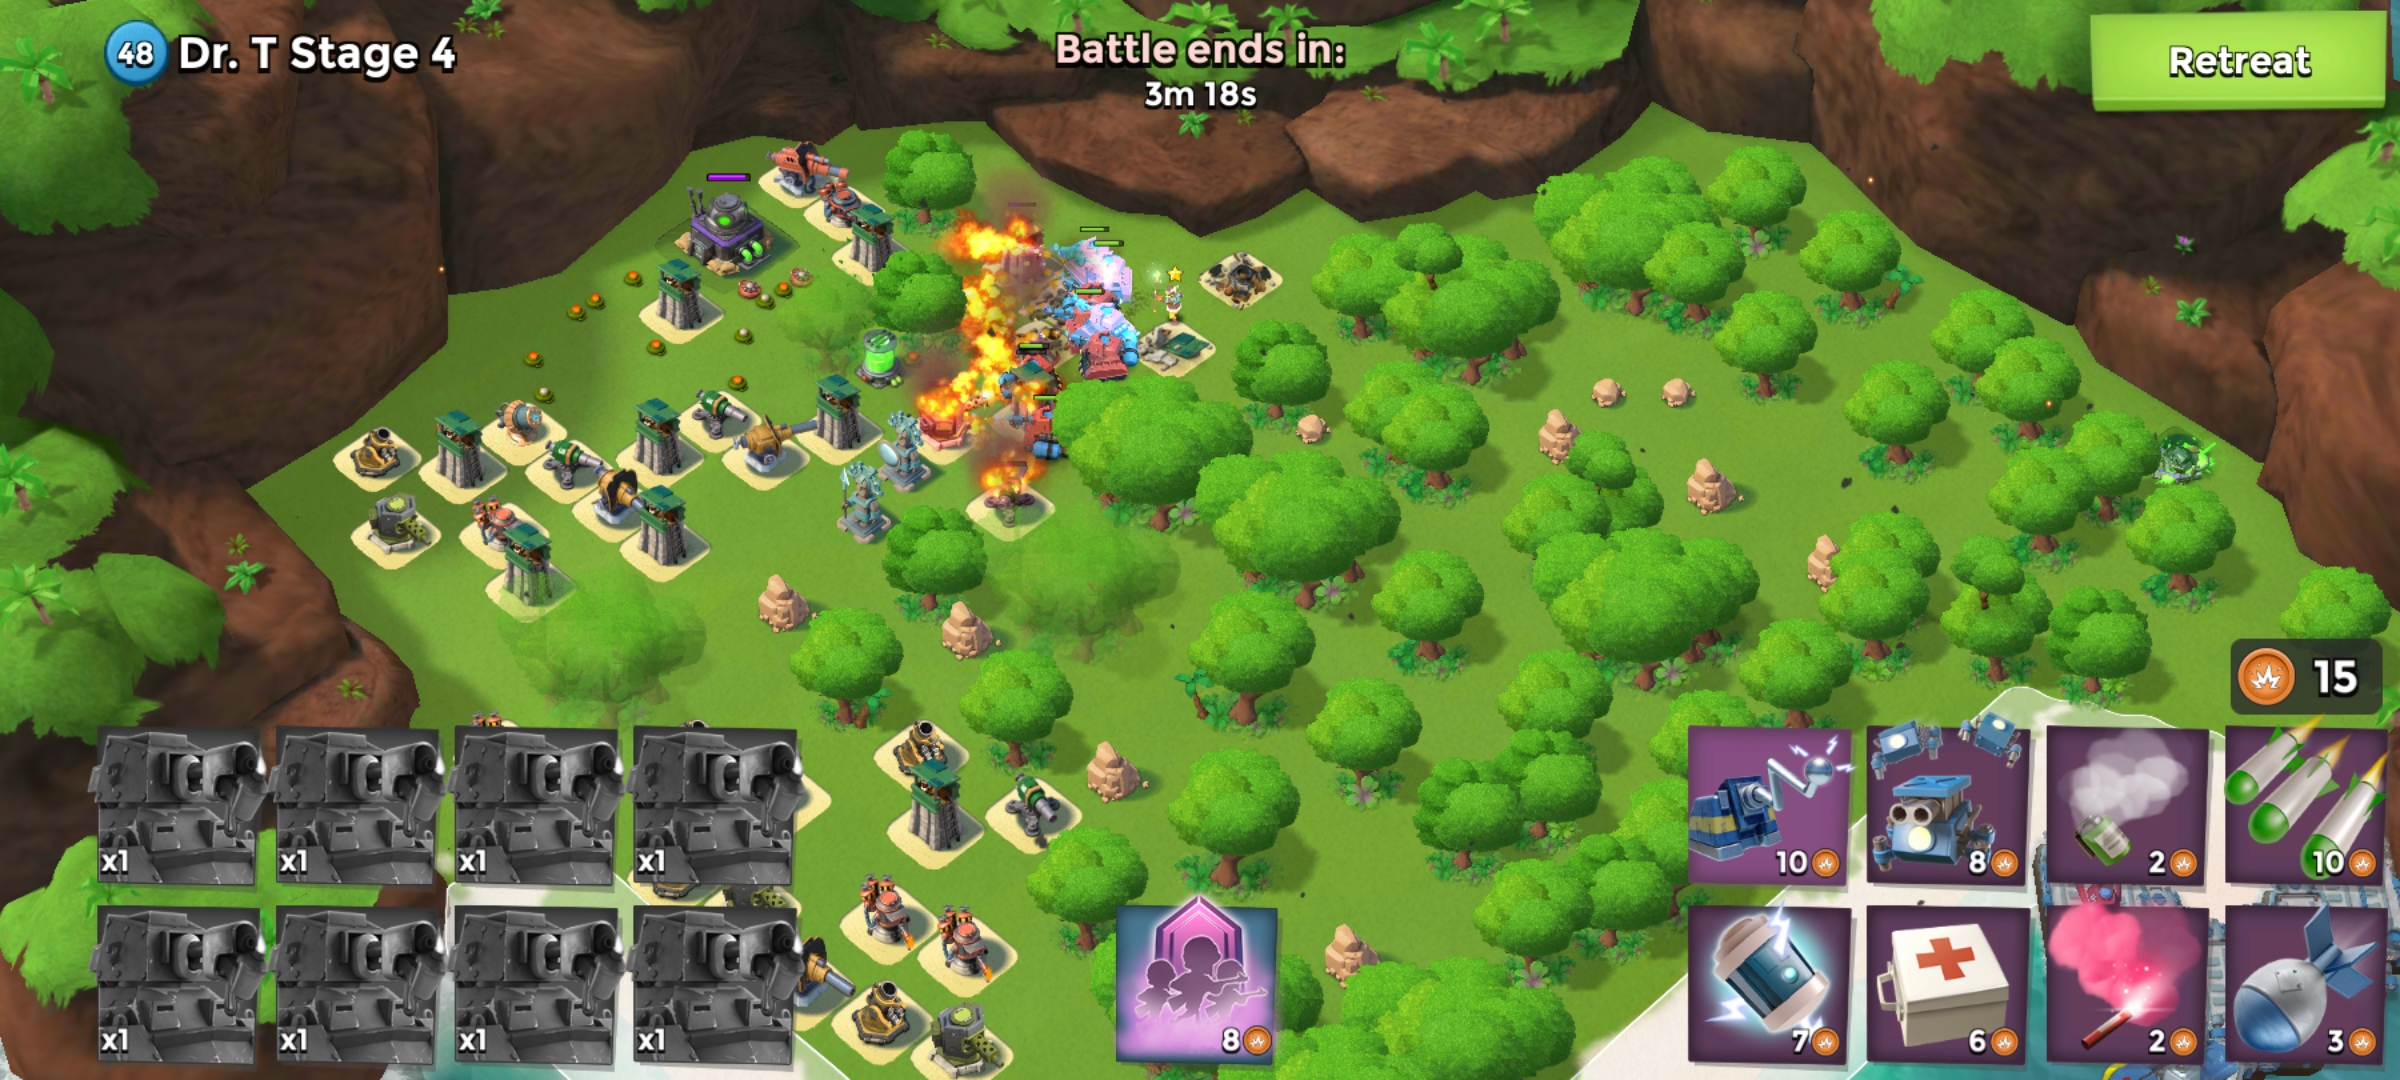 48 Dr. T Stage 4
Battle ends in:
3m 18s
Retreat
15
x1 x1 x1 x1
10 8 2 10
x1 x1 x1 x1
8
7 6 2 3